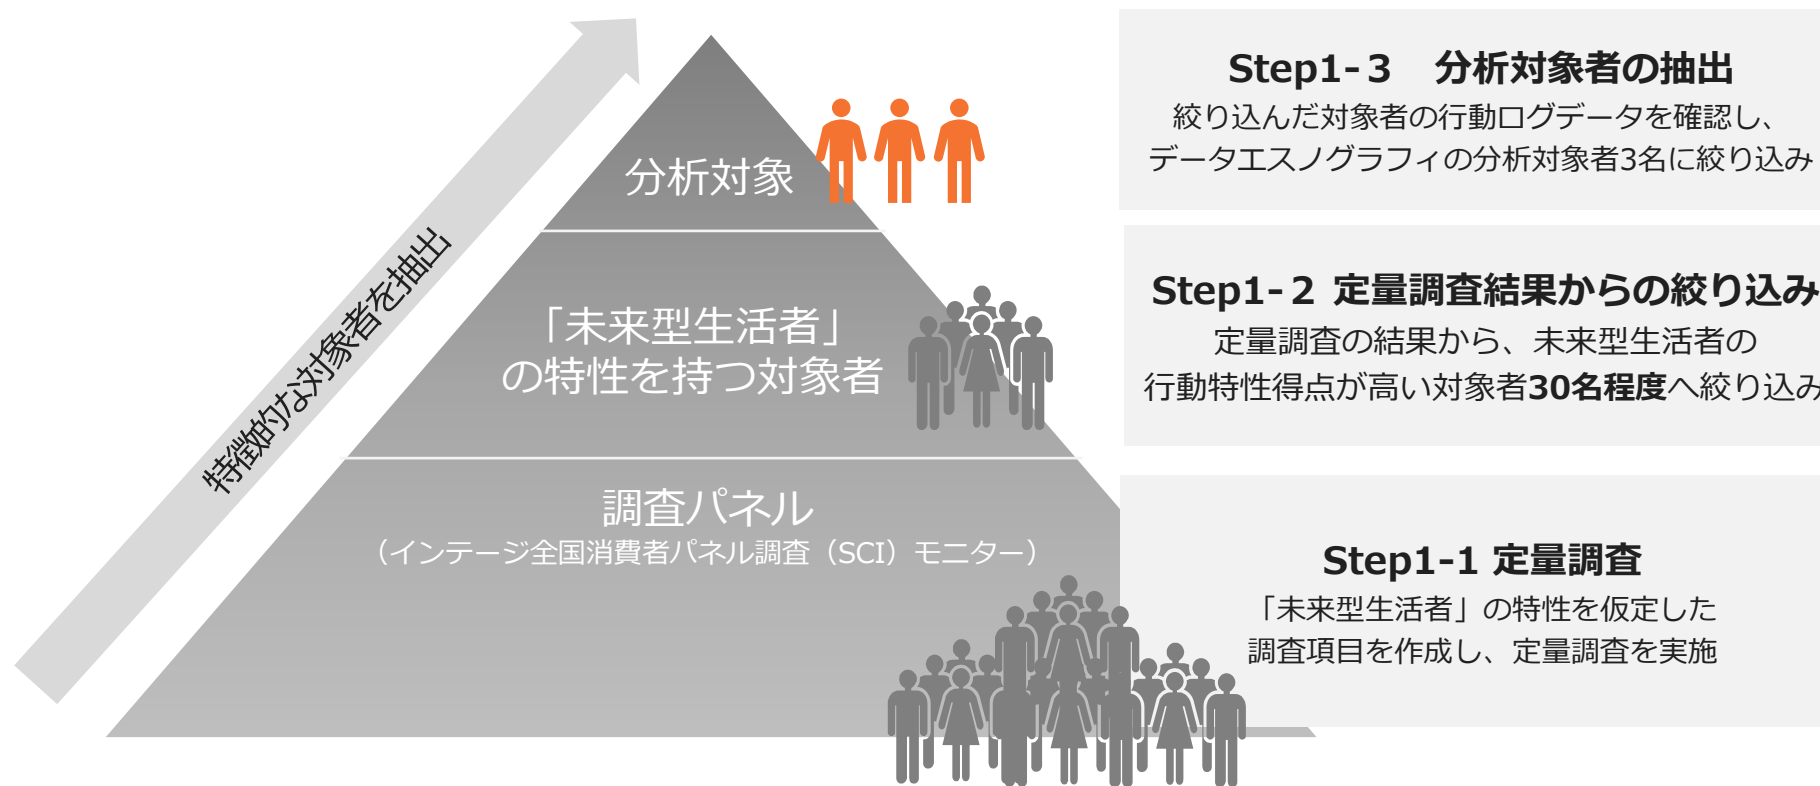 特徴的な対象者を抽出
分析対象
「未来型生活者」
の特性を持つ対象者
調査パネル
（インテージ全国消費者パネル調査（SCI）モニター）
Step1-３　分析対象者の抽出
絞り込んだ対象者の行動ログデータを確認し、
データエスノグラフィの分析対象者3名に絞り込み
Step1-２ 定量調査結果からの絞り込み
定量調査の結果から、未来型生活者の
行動特性得点が高い対象者30名程度へ絞り込み
Step1-1 定量調査
「未来型生活者」の特性を仮定した
調査項目を作成し、定量調査を実施